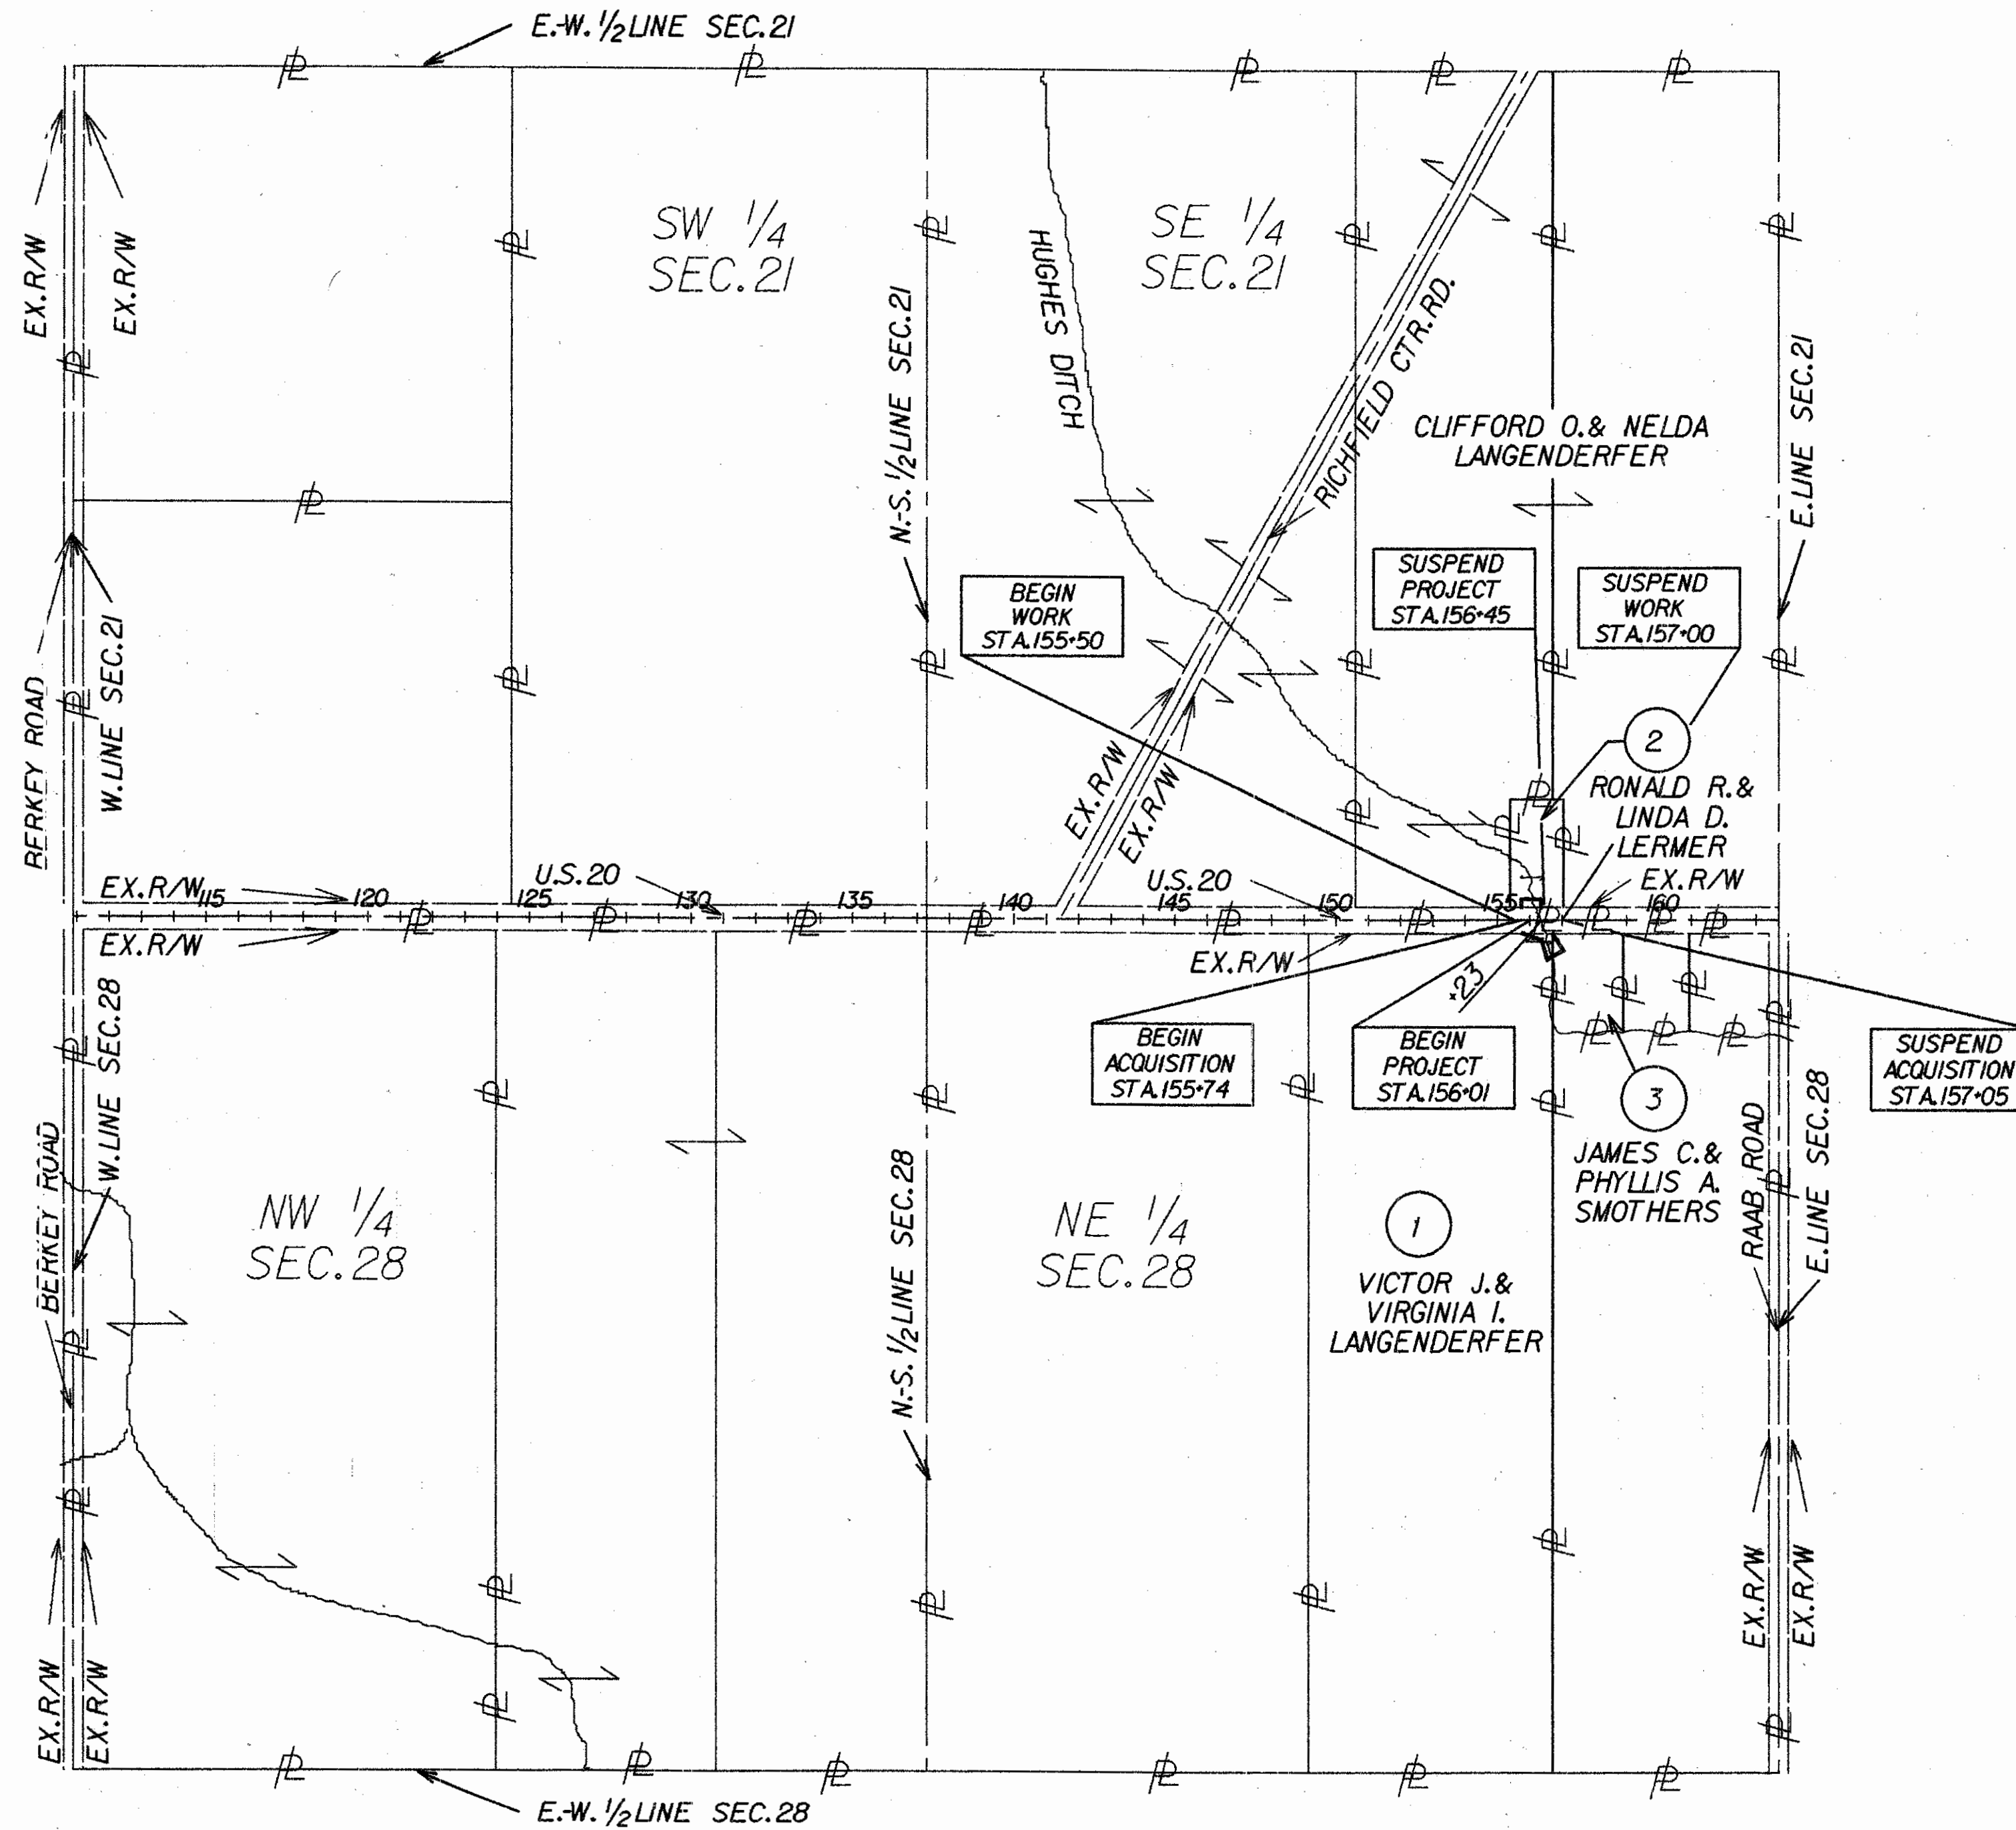 E.-W. 1/2 LINE SEC.21
EX.R/W
EX.R/W
SW 1/4
SEC.21
SE 1/4
SEC.21
HUGHES DITCH
N.-S. 1/2 LINE SEC.21
RICHFIELD CTR.RD.
E.LINE SEC.21
CLIFFORD O.& NELDA
LANGENDERFER
BEGIN
WORK
STA.155+50
SUSPEND
PROJECT
STA.156+45
SUSPEND
WORK
STA.157+00
BERKEY ROAD
W.LINE SEC.21
2
RONALD R.&
LINDA D.
LERMER
EX.R/W
EX.R/W
EX.R/W
U.S.20
U.S.20
EX.R/W
115 120 125 130 135 140 145 150 155 160
EX.R/W
EX.R/W
+23
BEGIN
ACQUISITION
STA.155+74
BEGIN
PROJECT
STA.156+01
SUSPEND
ACQUISITION
STA.157+05
W.LINE SEC.28
BERKEY ROAD
3
JAMES C.&
PHYLLIS A.
SMOTHERS
RAAB ROAD
E.LINE SEC.28
NW 1/4
SEC.28
N.-S. 1/2 LINE SEC.28
NE 1/4
SEC.28
1
VICTOR J.&
VIRGINIA I.
LANGENDERFER
EX.R/W
EX.R/W
EX.R/W
EX.R/W
E.-W. 1/2 LINE SEC.28